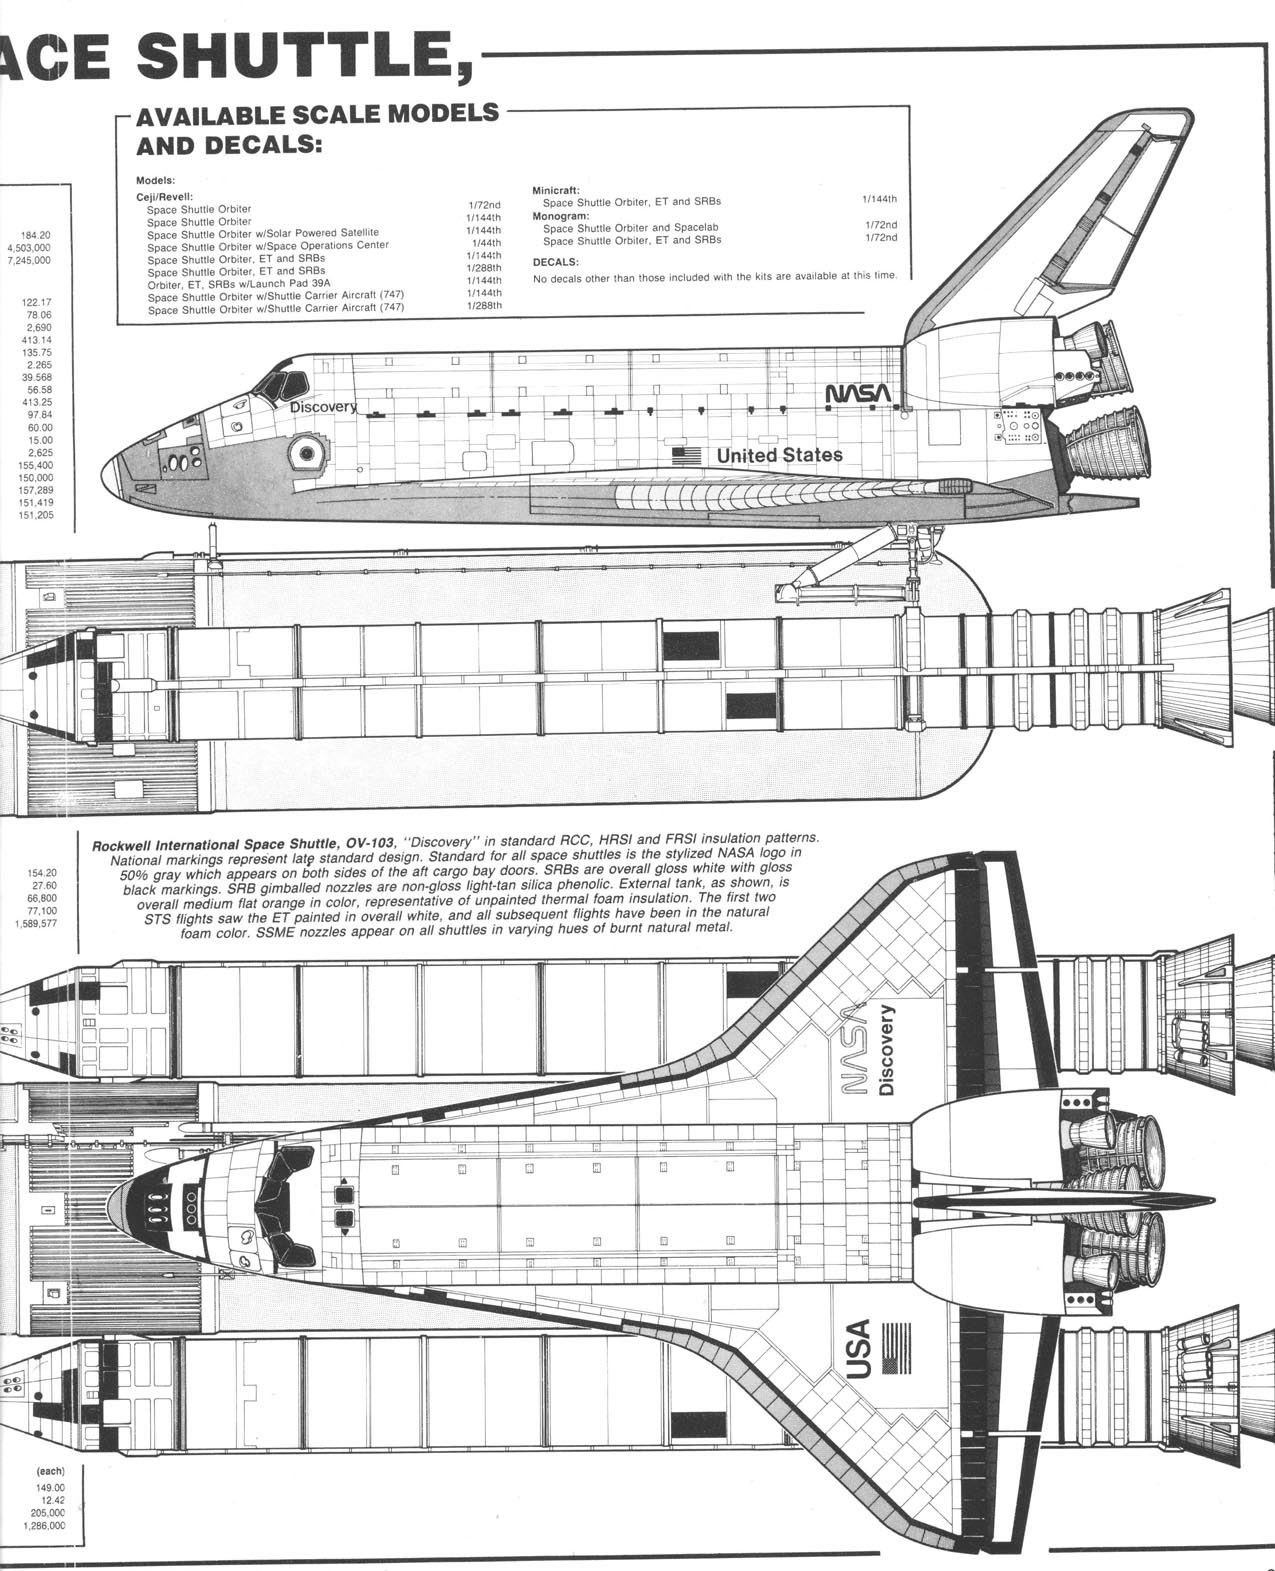 ACE SHUTTLE,
AVAILABLE SCALE MODELS
AND DECALS:
Models:
Ceji/Revell:
Space Shuttle Orbiter 1/72nd
Space Shuttle Orbiter 1/144th
Space Shuttle Orbiter w/Solar Powered Satellite 1/144th
Space Shuttle Orbiter w/Space Operations Center 1/44th
Space Shuttle Orbiter, ET and SRBs 1/144th
Space Shuttle Orbiter, ET and SRBs 1/288th
Orbiter, ET, SRBs w/Launch Pad 39A 1/144th
Space Shuttle Orbiter w/Shuttle Carrier Aircraft (747) 1/144th
Space Shuttle Orbiter w/Shuttle Carrier Aircraft (747) 1/288th
Minicraft:
Space Shuttle Orbiter, ET and SRBs 1/144th
Monogram:
Space Shuttle Orbiter and Spacelab 1/72nd
Space Shuttle Orbiter, ET and SRBs 1/72nd
DECALS:
No decals other than those included with the kits are available at this time.
184.20
4,503,000
7,245,000
122.17
78.06
2,690
413.14
135.75
2.265
39.568
56.58
413.25
97.84
60.00
15.00
2,625
155,400
150,000
157,289
151,419
151,205
Discovery
NASA
United States
Rockwell International Space Shuttle, OV-103, "Discovery" in standard RCC, HRSI and FRSI insulation patterns.
National markings represent late standard design. Standard for all space shuttles is the stylized NASA logo in
50% gray which appears on both sides of the aft cargo bay doors. SRBs are overall gloss white with gloss
black markings. SRB gimballed nozzles are non-gloss light-tan silica phenolic. External tank, as shown, is
overall medium flat orange in color, representative of unpainted thermal foam insulation. The first two
STS flights saw the ET painted in overall white, and all subsequent flights have been in the natural
foam color. SSME nozzles appear on all shuttles in varying hues of burnt natural metal.
154.20
27.60
66,800
77,100
1,589,577
NASA
Discovery
USA
(each)
149.00
12.42
205,000
1,286,000